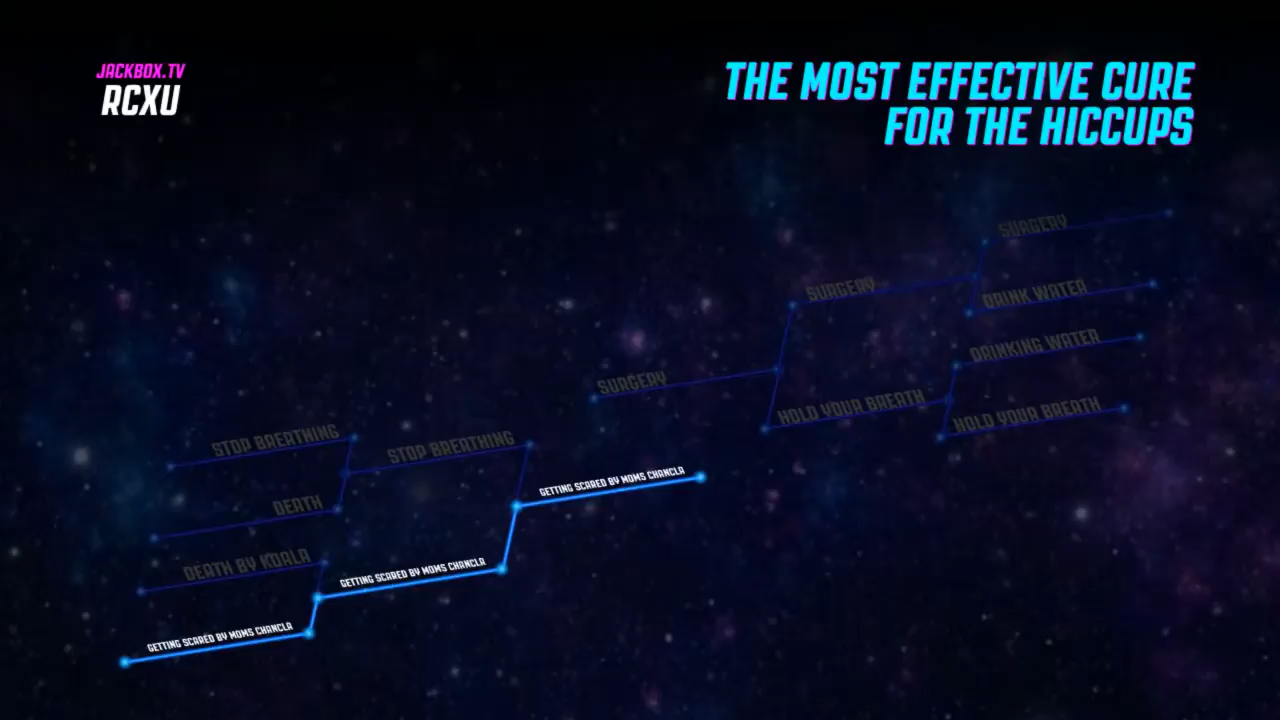 JACKBOX.TV
RCXU
THE MOST EFFECTIVE CURE
FOR THE HICCUPS
STOP BREATHING
DEATH
DEATH BY KOALA
GETTING SCARED BY MOMS CHANCLA
STOP BREATHING
GETTING SCARED BY MOMS CHANCLA
GETTING SCARED BY MOMS CHANCLA
SURGERY
SURGERY
HOLD YOUR BREATH
SURGERY
DRINK WATER
DRINKING WATER
HOLD YOUR BREATH